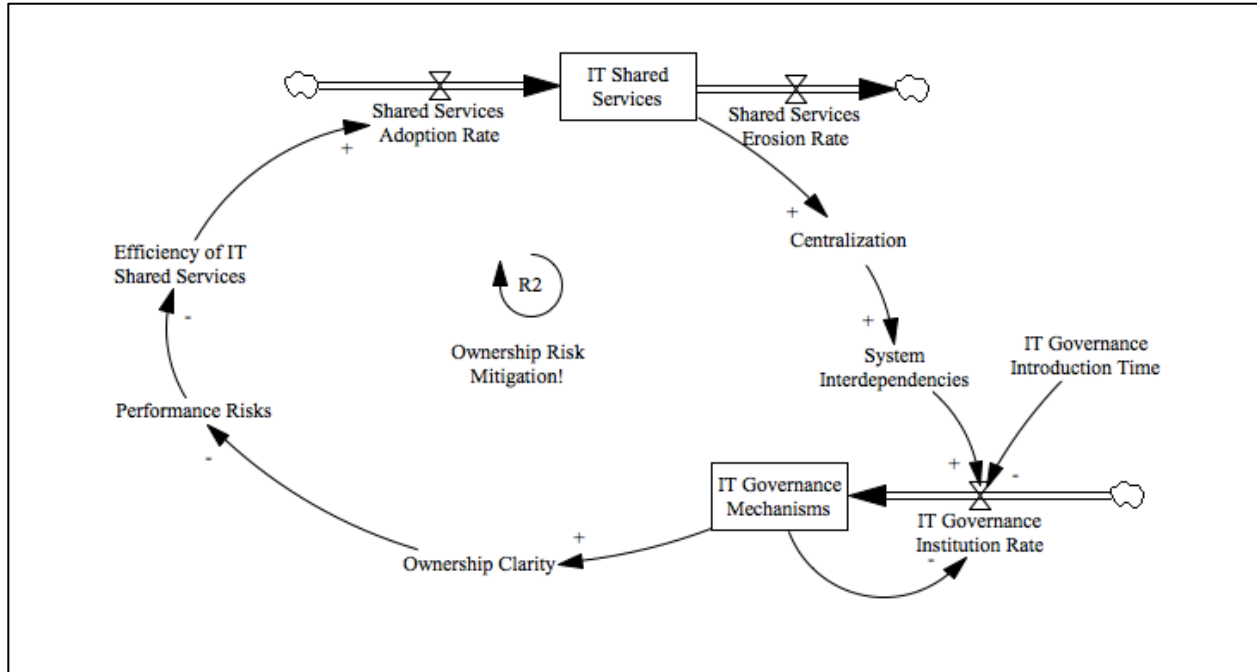 IT Shared
Services
Shared Services
Adoption Rate
Shared Services
Erosion Rate
+
+
Centralization
Efficiency of IT
Shared Services
R2
-
+
Ownership Risk
Mitigation!
System
Interdependencies
IT Governance
Introduction Time
Performance Risks
-
+
-
IT Governance
Mechanisms
IT Governance
Institution Rate
+
-
Ownership Clarity